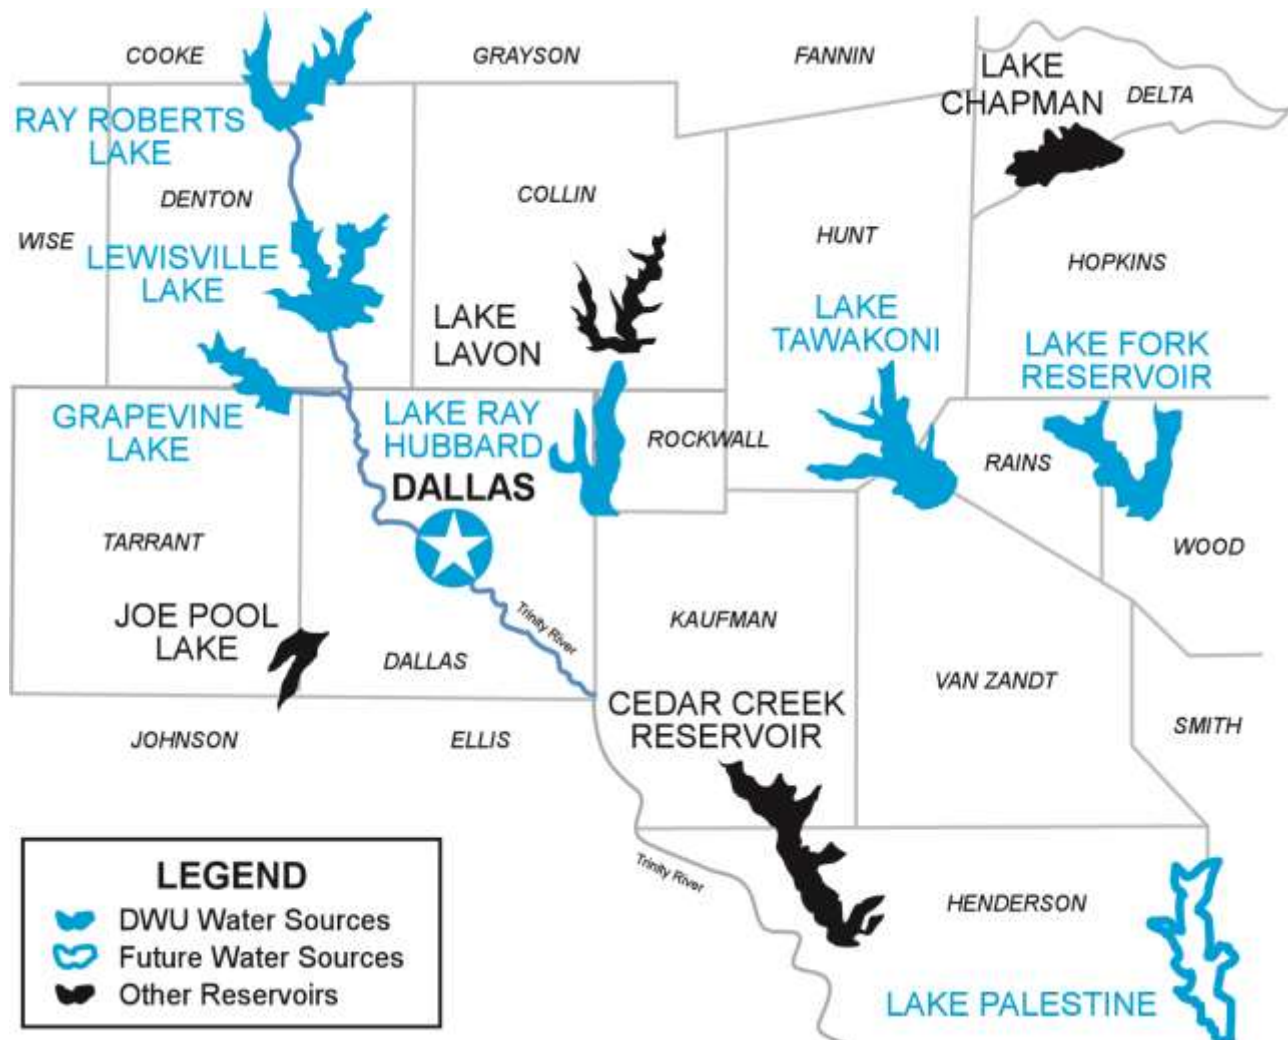 COOKE
GRAYSON
FANNIN
LAKE
CHAPMAN
DELTA
RAY ROBERTS
LAKE
DENTON
COLLIN
WISE
HUNT
HOPKINS
LEWISVILLE
LAKE
LAKE
LAVON
LAKE
TAWAKONI
LAKE FORK
RESERVOIR
GRAPEVINE
LAKE
LAKE RAY
HUBBARD
ROCKWALL
RAINS
DALLAS
TARRANT
WOOD
JOE POOL
LAKE
Trinity River
KAUFMAN
DALLAS
VAN ZANDT
CEDAR CREEK
RESERVOIR
SMITH
JOHNSON
ELLIS
Trinity River
HENDERSON
LAKE PALESTINE
LEGEND
DWU Water Sources
Future Water Sources
Other Reservoirs